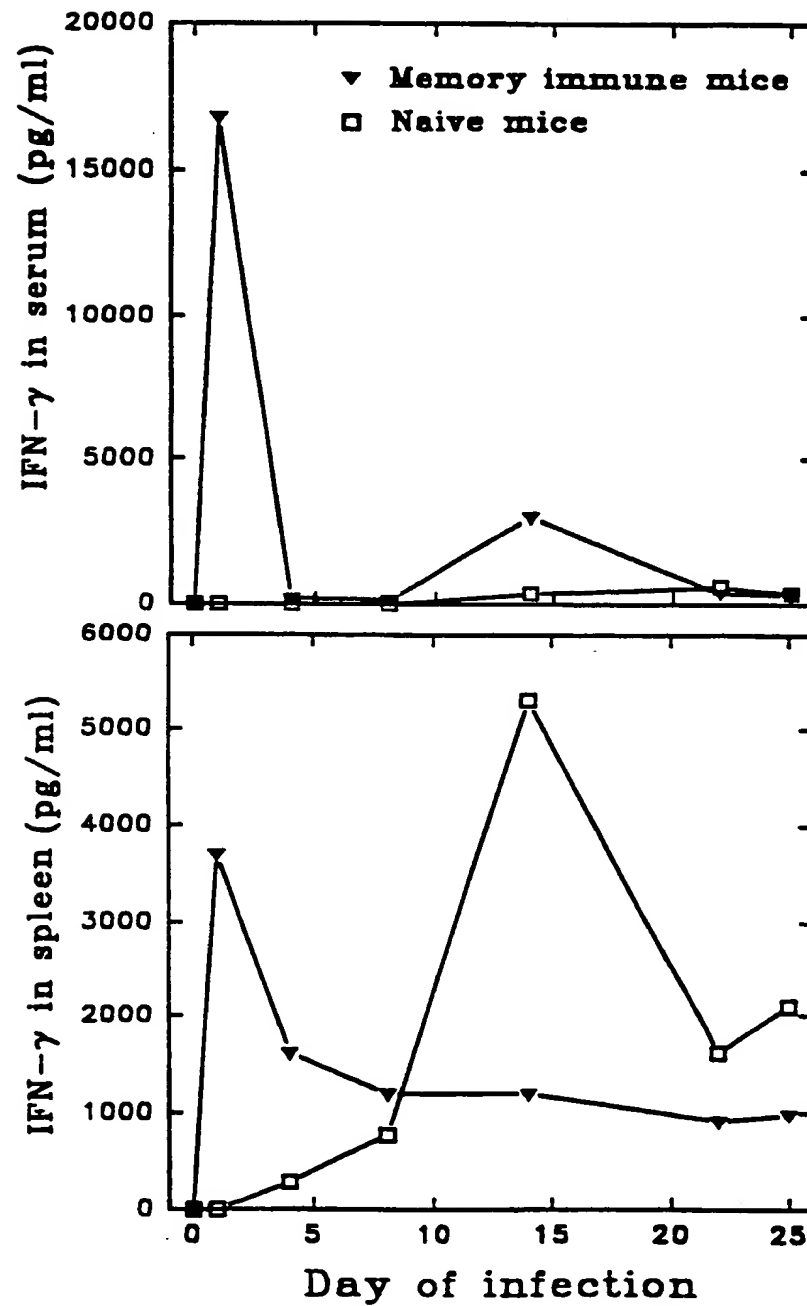 20000
15000
10000
5000
0
IFN-γ in serum (pg/ml)
Memory immune mice
Naive mice
6000
5000
4000
3000
2000
1000
0
IFN-γ in spleen (pg/ml)
0 5 10 15 20 25
Day of infection